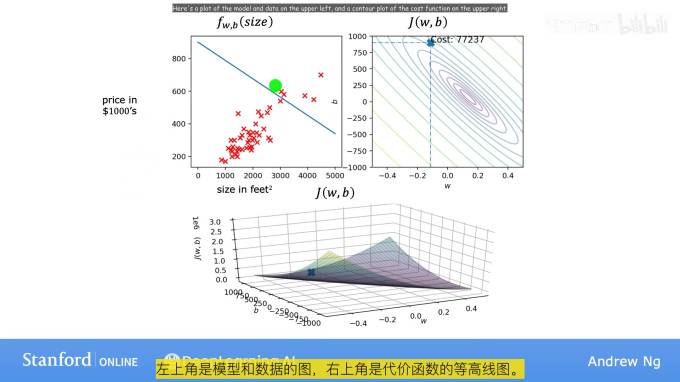 Here's a plot of the model and data on the upper left, and a contour plot of the cost function on the upper right.
f_{w,b}(size)
J(w,b)
Cost: 77237
price in
$1000's
800
600
400
200
0 1000 2000 3000 4000 5000
size in feet²
1000
750
500
250
0
−250
−500
−750
−1000
b
−0.4 −0.2 0.0 0.2 0.4
w
J(w,b)
1e6
3.0
2.5
2.0
1.5
1.0
0.5
0.0
J(w, b)
1000
750
500
250
0
−250
−500
−750
−1000
b
−0.4 −0.2 0.0 0.2 0.4
w
Stanford ONLINE
DeepLearning.AI
Andrew Ng
左上角是模型和数据的图，右上角是代价函数的等高线图。
bilibili